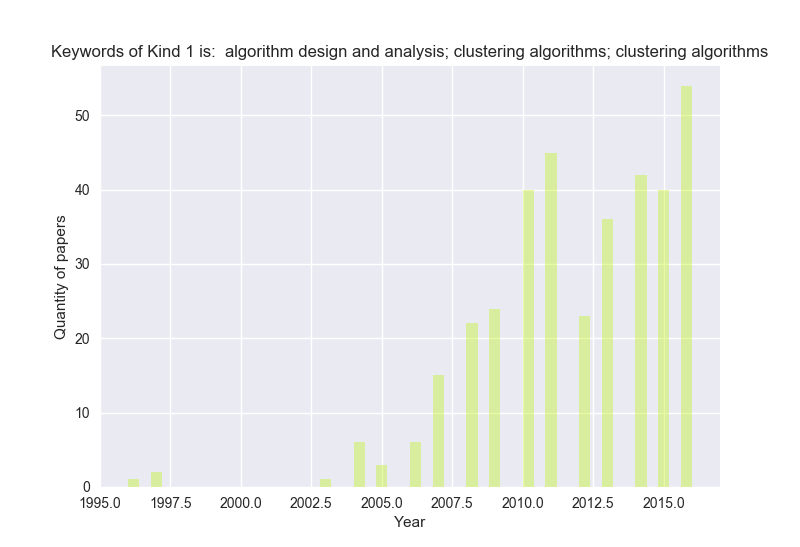 Keywords of Kind 1 is:  algorithm design and analysis; clustering algorithms; clustering algorithms
50
40
30
20
10
0
Quantity of papers
1995.0 1997.5 2000.0 2002.5 2005.0 2007.5 2010.0 2012.5 2015.0
Year